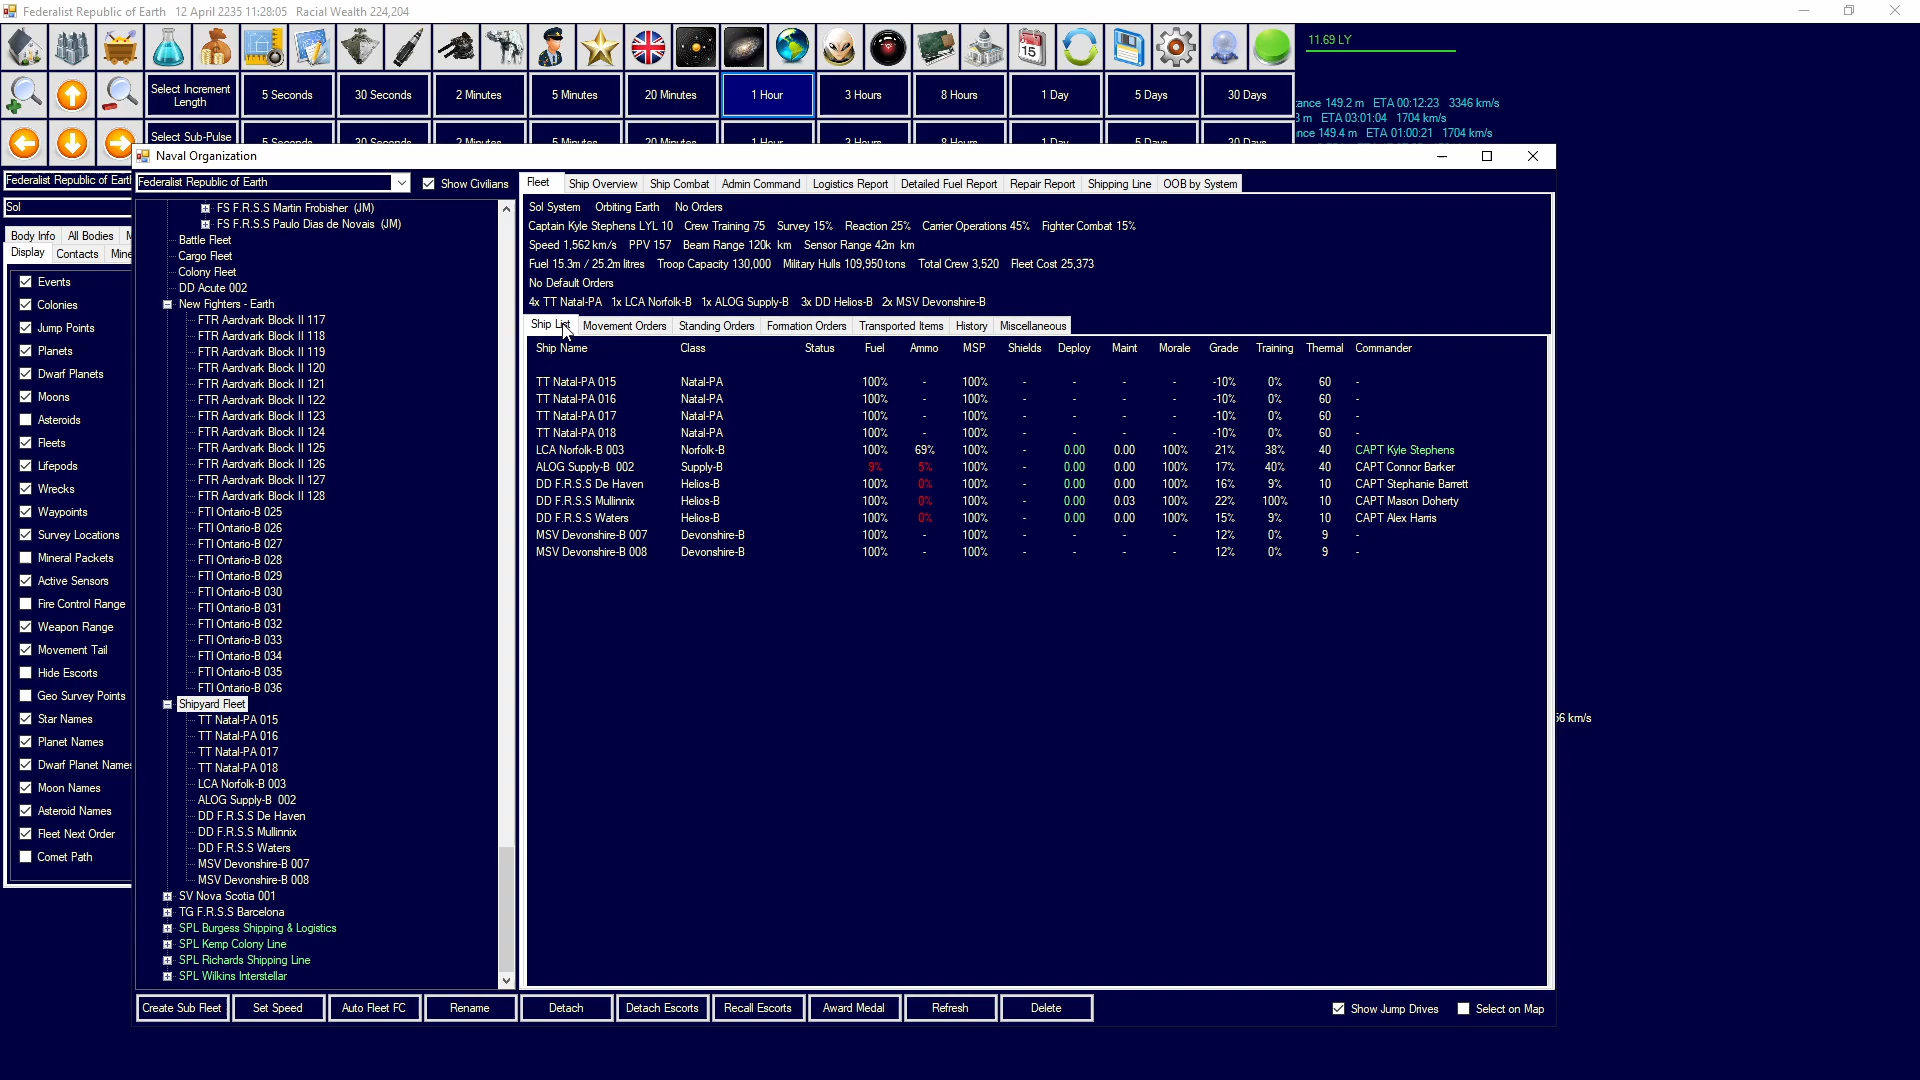 Federalist Republic of Earth 12 April 2235 11:28:05 Racial Wealth 224,204
11.69 LY
Select Increment Length 5 Seconds 30 Seconds 2 Minutes 5 Minutes 20 Minutes 1 Hour 3 Hours 8 Hours 1 Day 5 Days 30 Days
ance 149.2 m ETA 00:12:23 3346 km/s
3 m ETA 03:01:04 1704 km/s
nce 149.4 m ETA 01:00:21 1704 km/s
Select Sub-Pulse 5 Seconds 30 Seconds 2 Minutes 5 Minutes 20 Minutes 1 Hour 3 Hours 8 Hours 1 Day 5 Days 30 Days
Naval Organization
Federalist Republic of Earth
Sol
Body Info All Bodies
Display Contacts Mine
Events
Colonies
Jump Points
Planets
Dwarf Planets
Moons
Asteroids
Fleets
Lifepods
Wrecks
Waypoints
Survey Locations
Mineral Packets
Active Sensors
Fire Control Range
Weapon Range
Movement Tail
Hide Escorts
Geo Survey Points
Star Names
Planet Names
Dwarf Planet Names
Moon Names
Asteroid Names
Fleet Next Order
Comet Path
Federalist Republic of Earth Show Civilians
FS F.R.S.S Martin Frobisher (JM)
FS F.R.S.S Paulo Dias de Novais (JM)
Battle Fleet
Cargo Fleet
Colony Fleet
DD Acute 002
New Fighters - Earth
FTR Aardvark Block II 117
FTR Aardvark Block II 118
FTR Aardvark Block II 119
FTR Aardvark Block II 120
FTR Aardvark Block II 121
FTR Aardvark Block II 122
FTR Aardvark Block II 123
FTR Aardvark Block II 124
FTR Aardvark Block II 125
FTR Aardvark Block II 126
FTR Aardvark Block II 127
FTR Aardvark Block II 128
FTI Ontario-B 025
FTI Ontario-B 026
FTI Ontario-B 027
FTI Ontario-B 028
FTI Ontario-B 029
FTI Ontario-B 030
FTI Ontario-B 031
FTI Ontario-B 032
FTI Ontario-B 033
FTI Ontario-B 034
FTI Ontario-B 035
FTI Ontario-B 036
Shipyard Fleet
TT Natal-PA 015
TT Natal-PA 016
TT Natal-PA 017
TT Natal-PA 018
LCA Norfolk-B 003
ALOG Supply-B 002
DD F.R.S.S De Haven
DD F.R.S.S Mullinnix
DD F.R.S.S Waters
MSV Devonshire-B 007
MSV Devonshire-B 008
SV Nova Scotia 001
TG F.R.S.S Barcelona
SPL Burgess Shipping & Logistics
SPL Kemp Colony Line
SPL Richards Shipping Line
SPL Wilkins Interstellar
Fleet Ship Overview Ship Combat Admin Command Logistics Report Detailed Fuel Report Repair Report Shipping Line OOB by System
Sol System Orbiting Earth No Orders
Captain Kyle Stephens LYL 10 Crew Training 75 Survey 15% Reaction 25% Carrier Operations 45% Fighter Combat 15%
Speed 1,562 km/s PPV 157 Beam Range 120k km Sensor Range 42m km
Fuel 15.3m / 25.2m litres Troop Capacity 130,000 Military Hulls 109,950 tons Total Crew 3,520 Fleet Cost 25,373
No Default Orders
4x TT Natal-PA 1x LCA Norfolk-B 1x ALOG Supply-B 3x DD Helios-B 2x MSV Devonshire-B
Ship List Movement Orders Standing Orders Formation Orders Transported Items History Miscellaneous
Ship Name Class Status Fuel Ammo MSP Shields Deploy Maint Morale Grade Training Thermal Commander
TT Natal-PA 015 Natal-PA 100% - 100% - - - - -10% 0% 60 -
TT Natal-PA 016 Natal-PA 100% - 100% - - - - -10% 0% 60 -
TT Natal-PA 017 Natal-PA 100% - 100% - - - - -10% 0% 60 -
TT Natal-PA 018 Natal-PA 100% - 100% - - - - -10% 0% 60 -
LCA Norfolk-B 003 Norfolk-B 100% 69% 100% - 0.00 0.00 100% 21% 38% 40 CAPT Kyle Stephens
ALOG Supply-B 002 Supply-B 9% 5% 100% - 0.00 0.00 100% 17% 40% 40 CAPT Connor Barker
DD F.R.S.S De Haven Helios-B 100% 0% 100% - 0.00 0.00 100% 16% 9% 10 CAPT Stephanie Barrett
DD F.R.S.S Mullinnix Helios-B 100% 0% 100% - 0.00 0.03 100% 22% 100% 10 CAPT Mason Doherty
DD F.R.S.S Waters Helios-B 100% 0% 100% - 0.00 0.00 100% 15% 9% 10 CAPT Alex Harris
MSV Devonshire-B 007 Devonshire-B 100% - 100% - - - - 12% 0% 9 -
MSV Devonshire-B 008 Devonshire-B 100% - 100% - - - - 12% 0% 9 -
56 km/s
Create Sub Fleet Set Speed Auto Fleet FC Rename Detach Detach Escorts Recall Escorts Award Medal Refresh Delete Show Jump Drives Select on Map